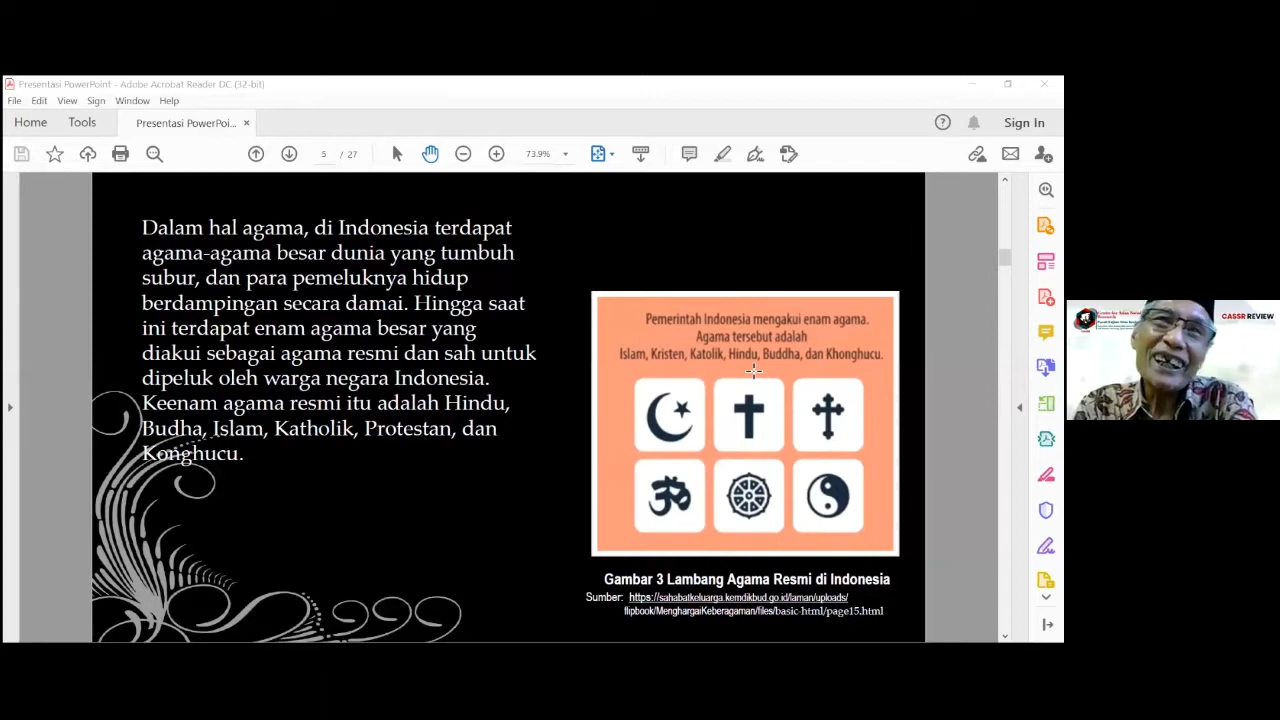 Presentasi PowerPoint - Adobe Acrobat Reader DC (32-bit)
File Edit View Sign Window Help
Home Tools Presentasi PowerPoi... × Sign In
5 / 27 73.9%
Dalam hal agama, di Indonesia terdapat
agama-agama besar dunia yang tumbuh
subur, dan para pemeluknya hidup
berdampingan secara damai. Hingga saat
ini terdapat enam agama besar yang
diakui sebagai agama resmi dan sah untuk
dipeluk oleh warga negara Indonesia.
Keenam agama resmi itu adalah Hindu,
Budha, Islam, Katholik, Protestan, dan
Konghucu.
Pemerintah Indonesia mengakui enam agama.
Agama tersebut adalah
Islam, Kristen, Katolik, Hindu, Buddha, dan Khonghucu.
Gambar 3 Lambang Agama Resmi di Indonesia
Sumber: https://sahabatkeluarga.kemdikbud.go.id/laman/uploads/
flipbook/MenghargaiKeberagaman/files/basic-html/page15.html
CASSR REVIEW